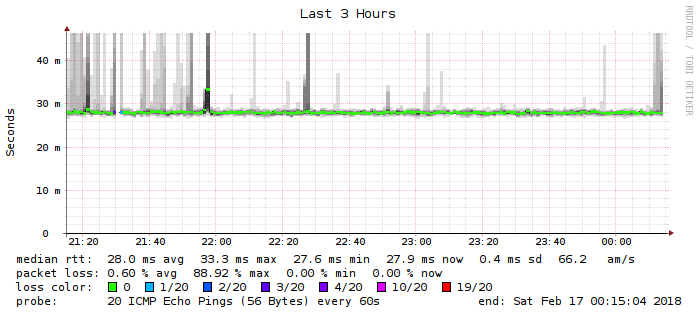 Last 3 Hours
RRDTOOL / TOBI OETIKER
Seconds
40 m
30 m
20 m
10 m
0
21:20 21:40 22:00 22:20 22:40 23:00 23:20 23:40 00:00
median rtt: 28.0 ms avg 33.3 ms max 27.6 ms min 27.9 ms now 0.4 ms sd 66.2 am/s
packet loss: 0.60 % avg 88.92 % max 0.00 % min 0.00 % now
loss color: 0 1/20 2/20 3/20 4/20 10/20 19/20
probe: 20 ICMP Echo Pings (56 Bytes) every 60s end: Sat Feb 17 00:15:04 2018